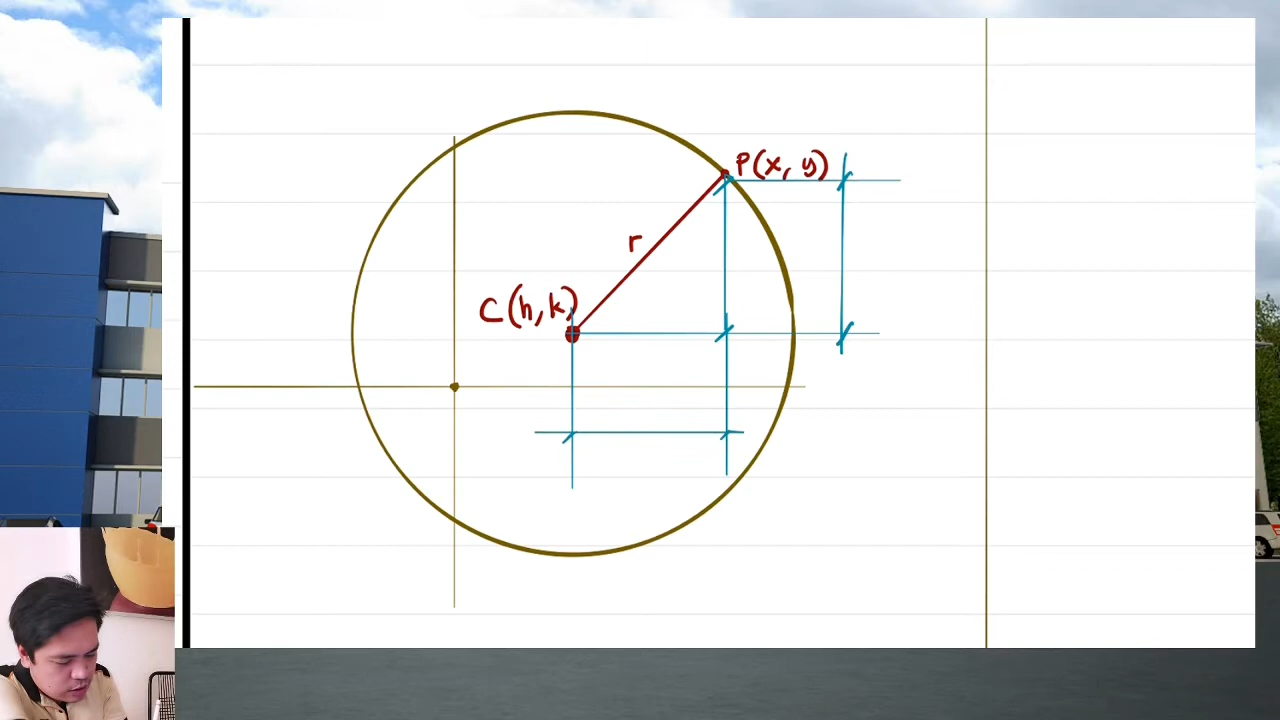 P(x, y)
r
C(h,k)